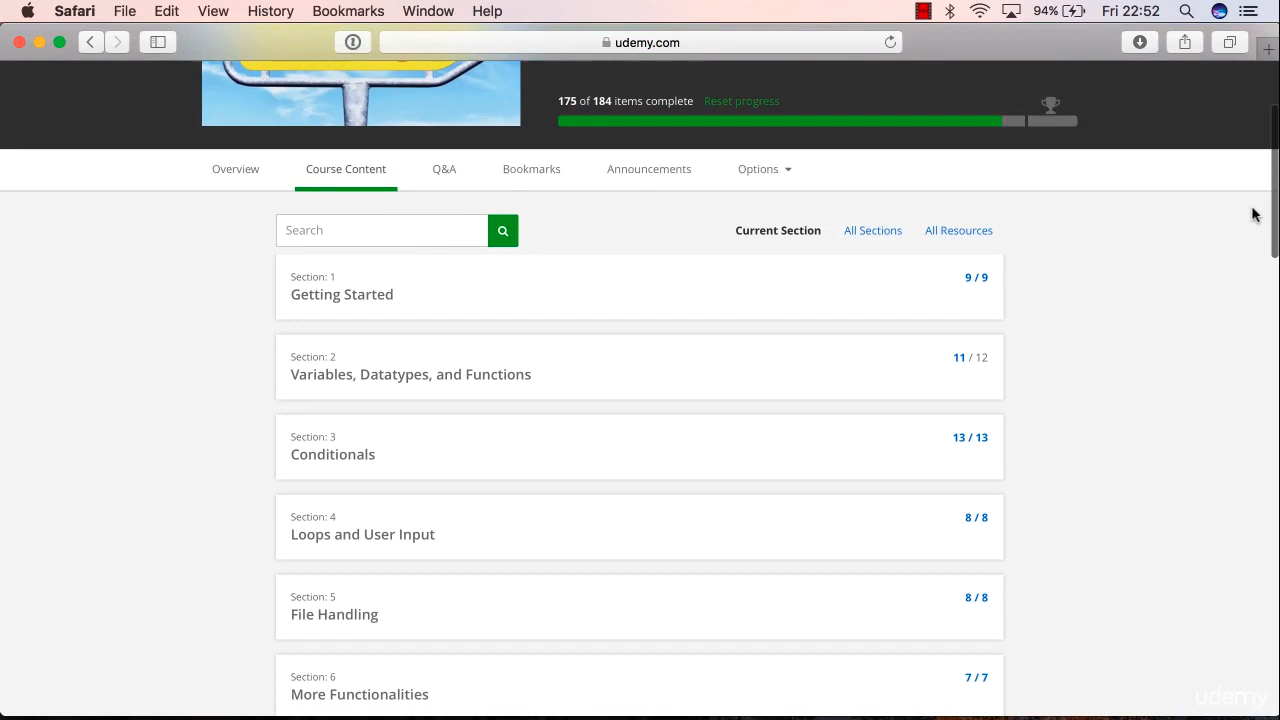 Safari File Edit View History Bookmarks Window Help 94% Fri 22:52
udemy.com
175 of 184 items complete Reset progress
Overview Course Content Q&A Bookmarks Announcements Options
Search Current Section All Sections All Resources
Section: 1
9 / 9
Getting Started
Section: 2
11 / 12
Variables, Datatypes, and Functions
Section: 3
13 / 13
Conditionals
Section: 4
8 / 8
Loops and User Input
Section: 5
8 / 8
File Handling
Section: 6
7 / 7
More Functionalities
udemy